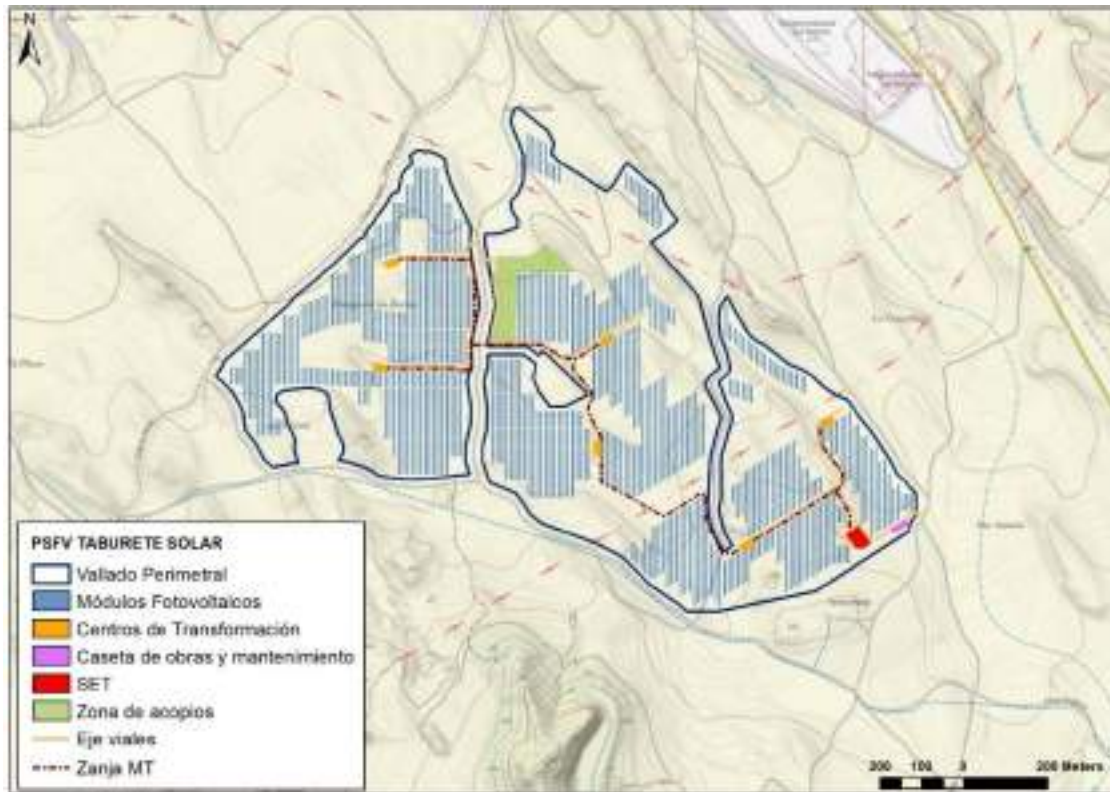 N
PSFV TABURETE SOLAR
Vallado Perimetral
Módulos Fotovoltaicos
Centros de Transformación
Caseta de obras y mantenimiento
SET
Zona de acopios
Eje viales
Zanja MT
200 100 0 200 Meters